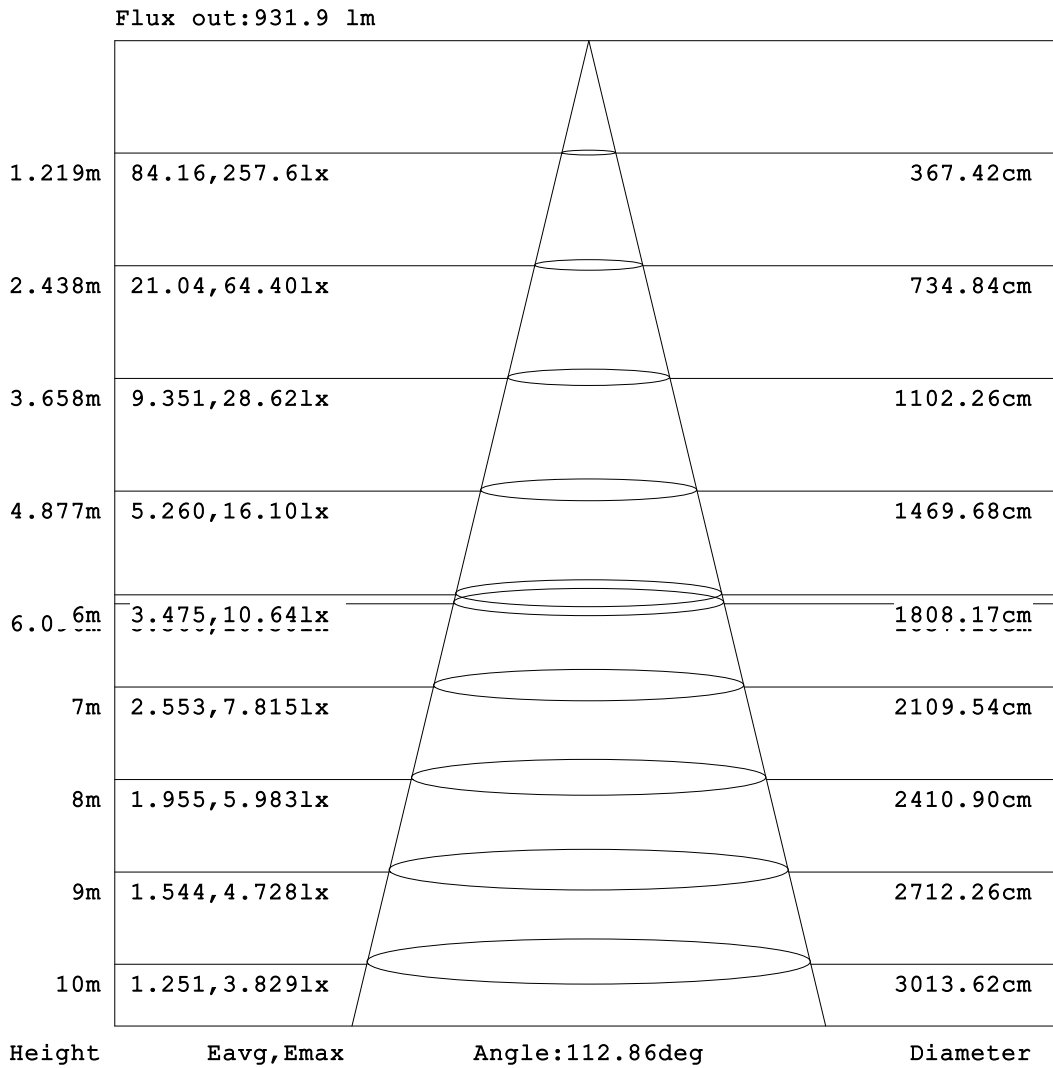 Flux out:931.9 lm
1.219m 84.16,257.6lx 367.42cm
2.438m 21.04,64.40lx 734.84cm
3.658m 9.351,28.62lx 1102.26cm
4.877m 5.260,16.10lx 1469.68cm
6m 3.475,10.64lx 1808.17cm
7m 2.553,7.815lx 2109.54cm
8m 1.955,5.983lx 2410.90cm
9m 1.544,4.728lx 2712.26cm
10m 1.251,3.829lx 3013.62cm
Height Eavg,Emax Angle:112.86deg Diameter